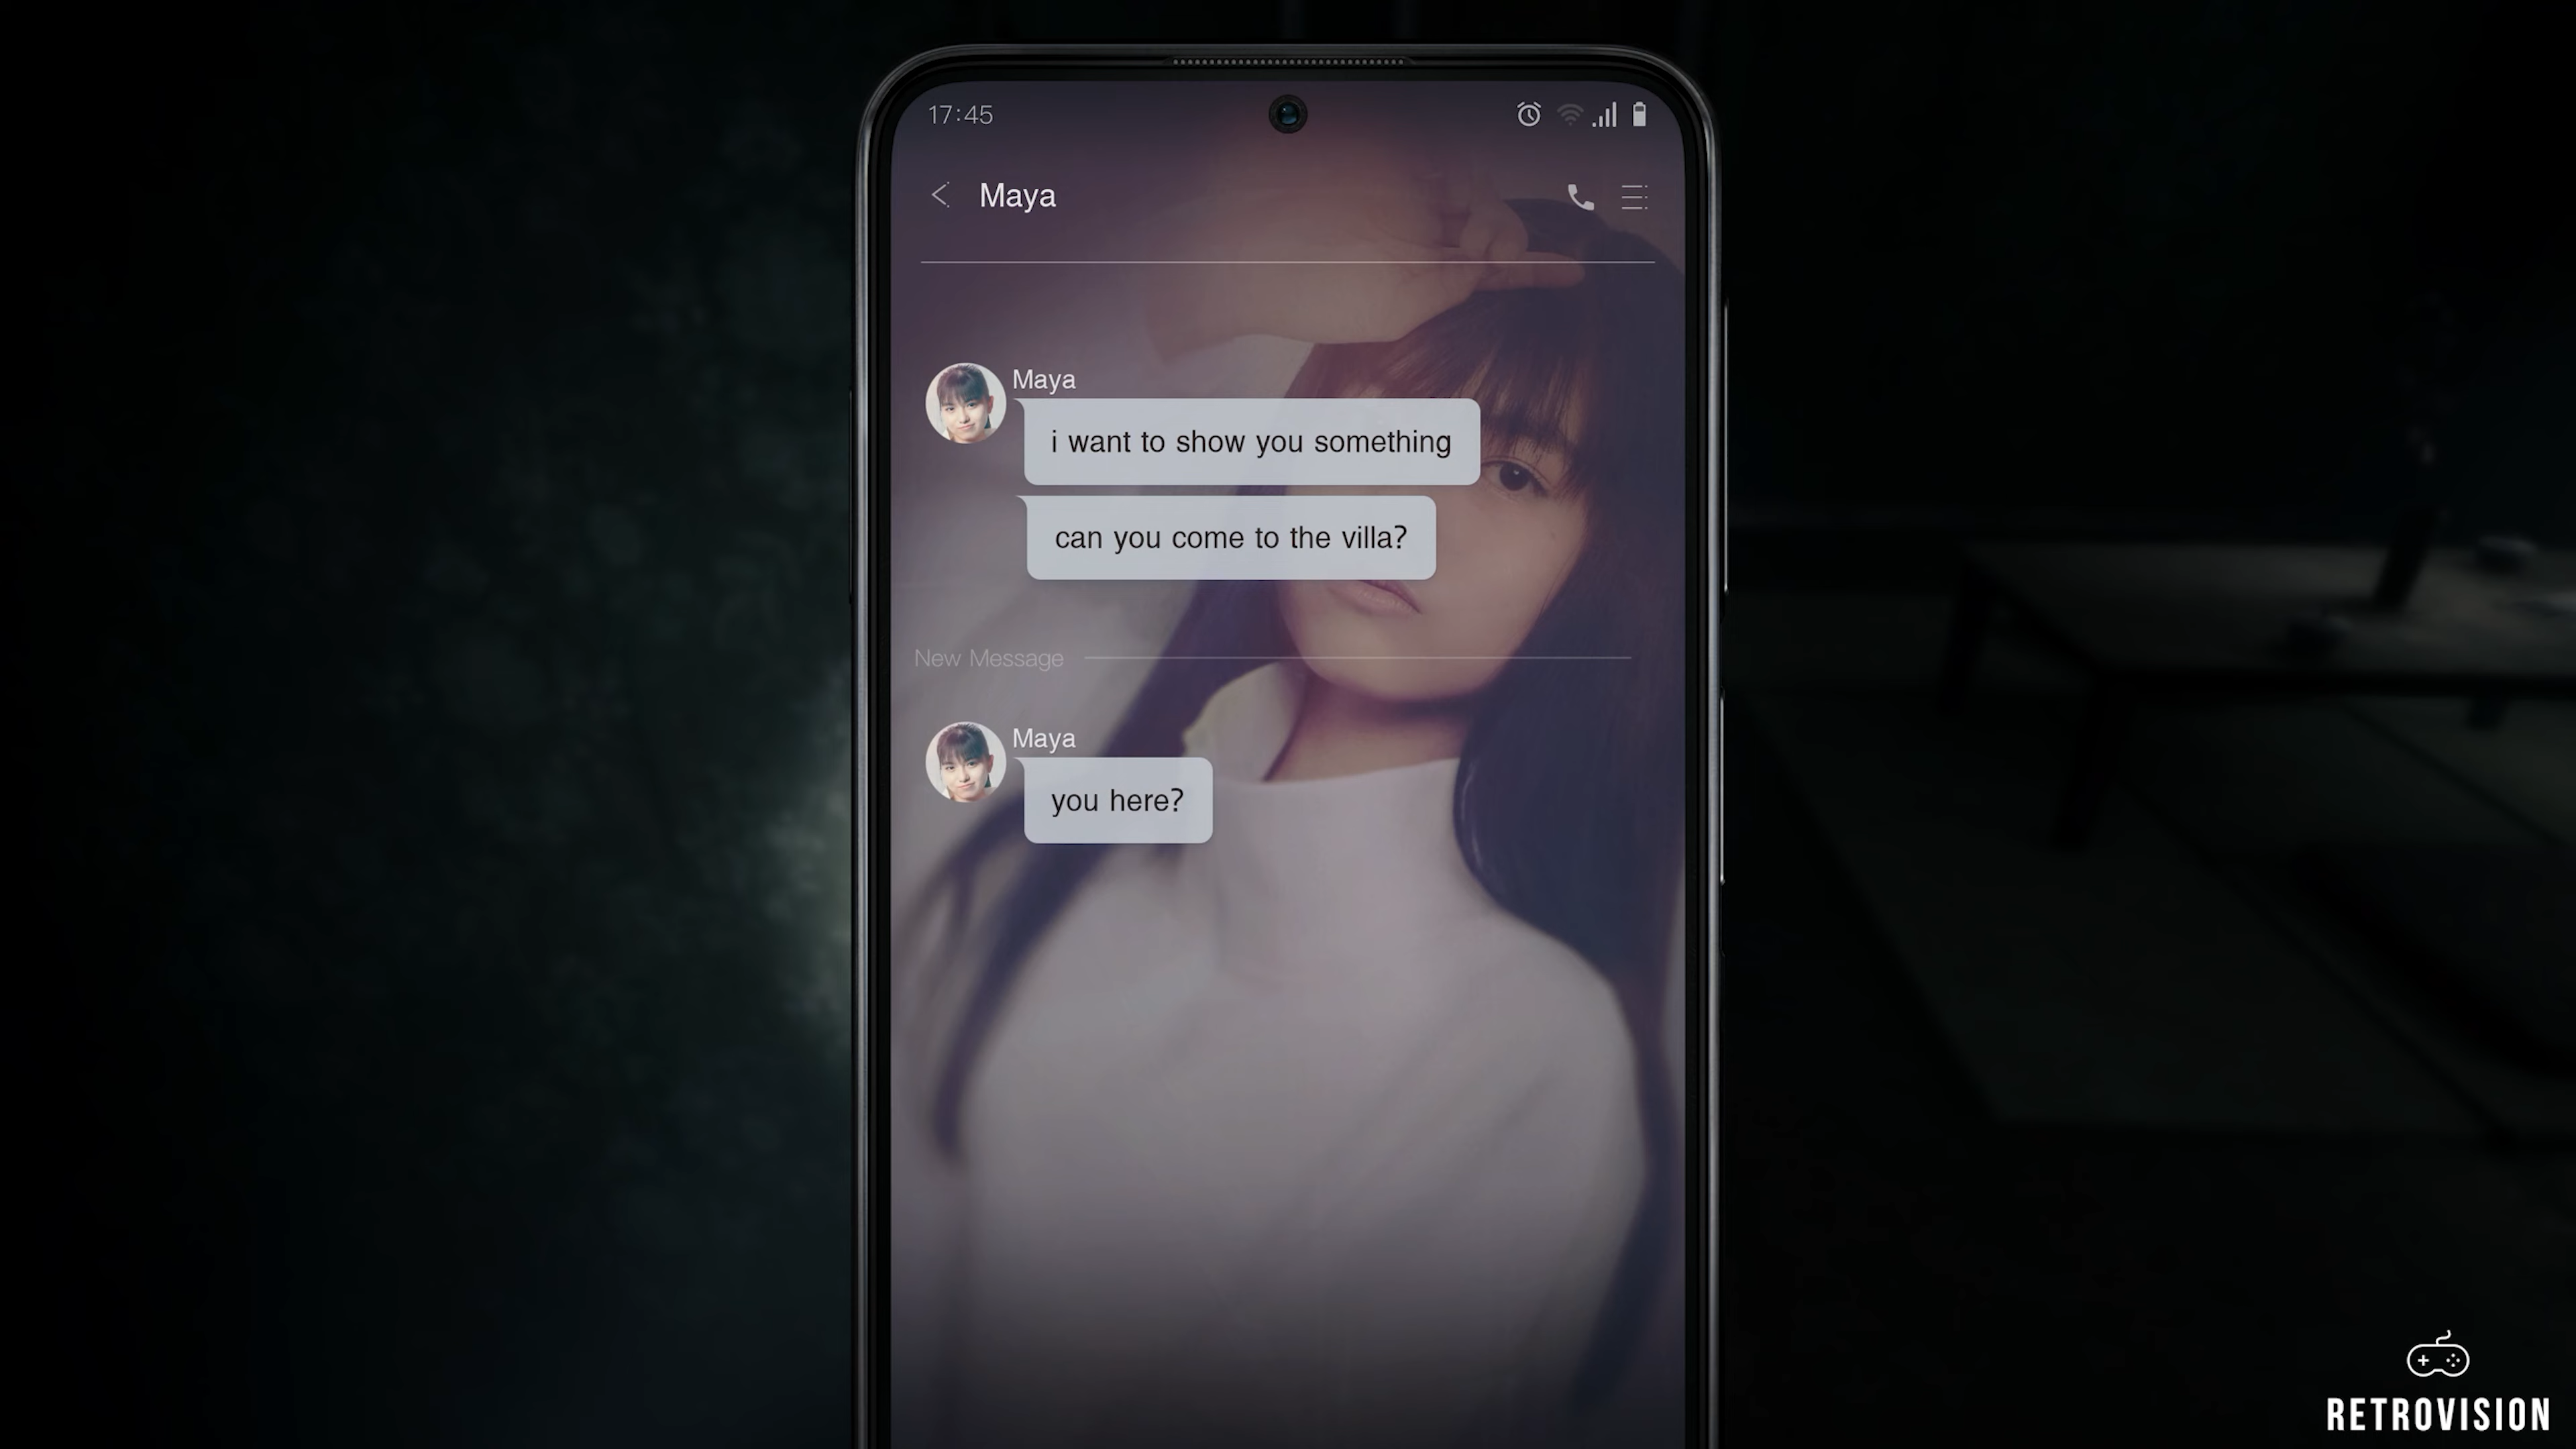 17:45
Maya
Maya
i want to show you something
can you come to the villa?
New Message
Maya
you here?
RETROVISION